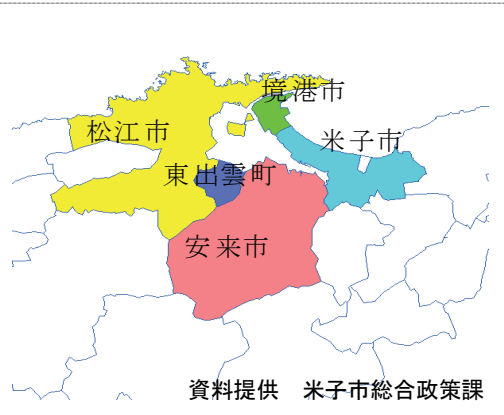 境港市
松江市
米子市
東出雲町
安来市
資料提供　米子市総合政策課